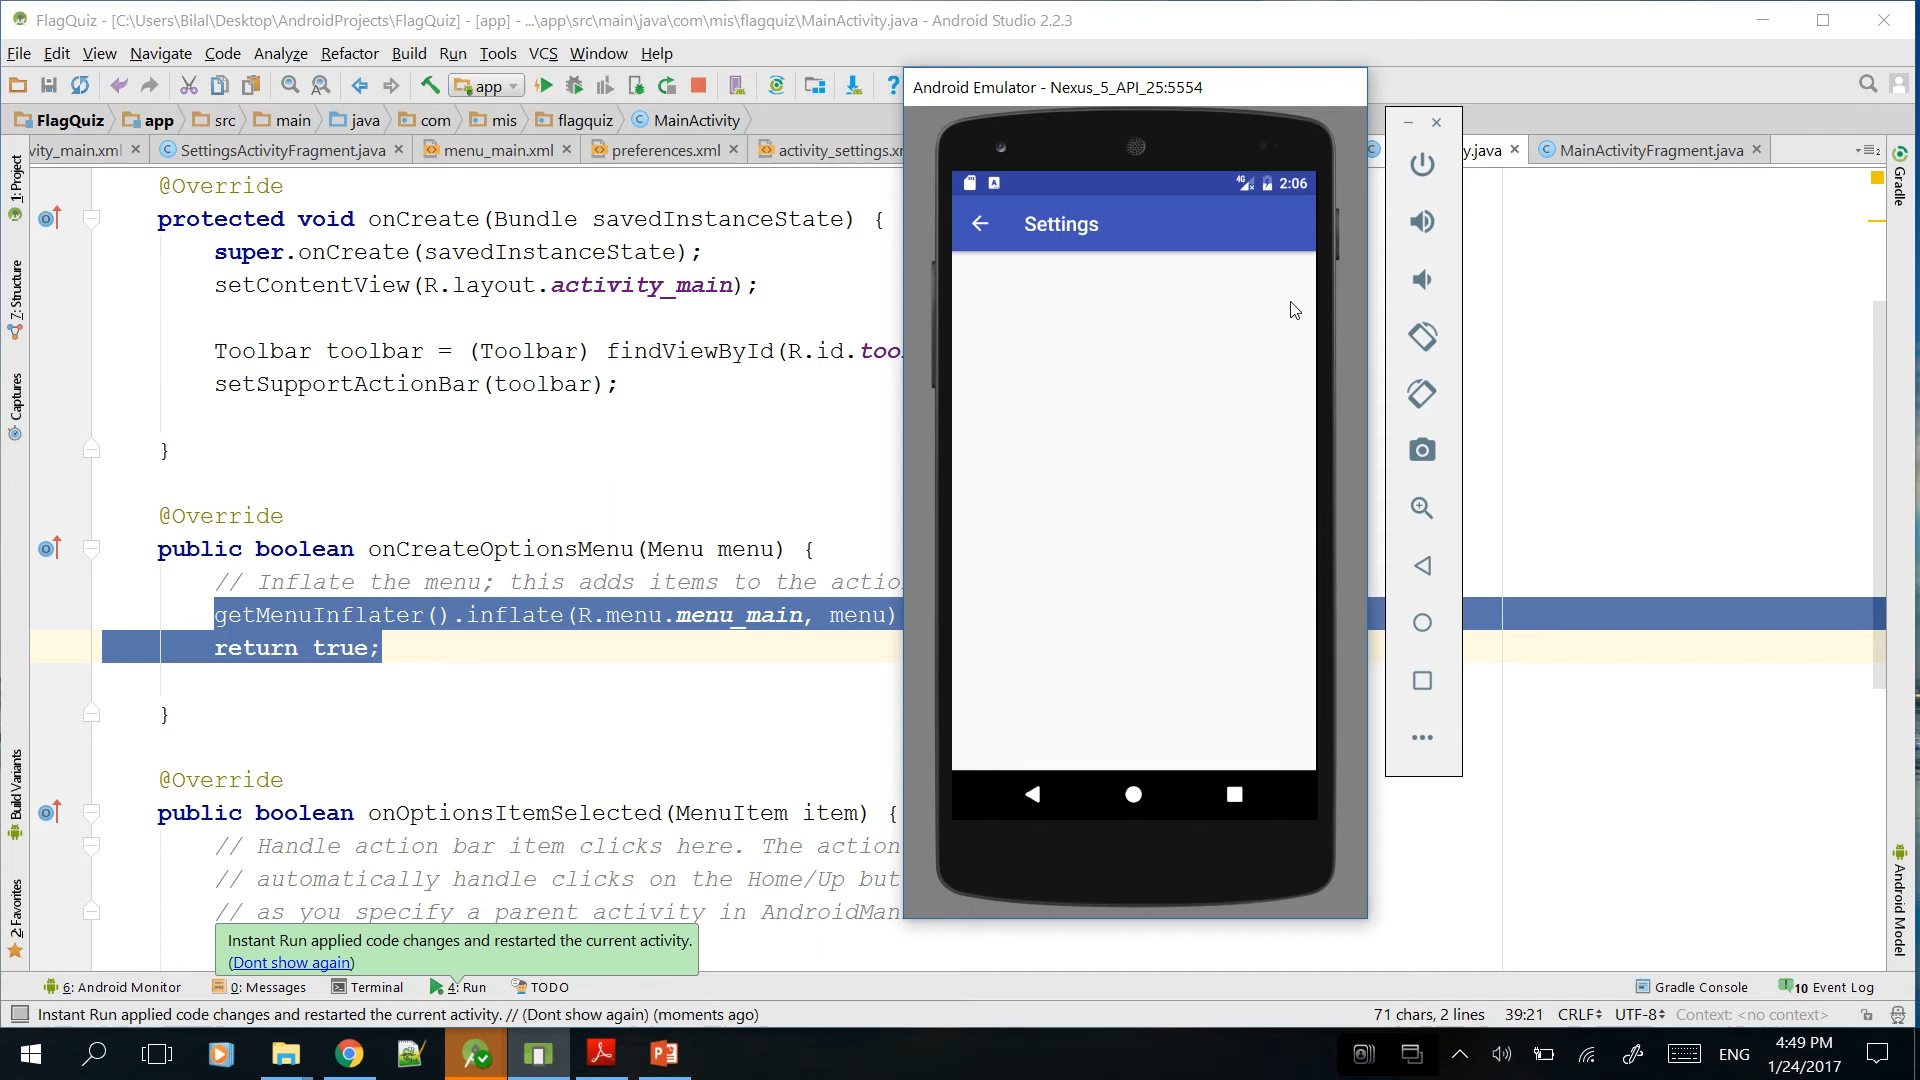 FlagQuiz - [C:\Users\Bilal\Desktop\AndroidProjects\FlagQuiz] - [app] - ...\app\src\main\java\com\mis\flagquiz\MainActivity.java - Android Studio 2.2.3
File Edit View Navigate Code Analyze Refactor Build Run Tools VCS Window Help
app
FlagQuiz app src main java com mis flagquiz MainActivity
vity_main.xml SettingsActivityFragment.java menu_main.xml preferences.xml activity_settings.xm y.java MainActivityFragment.java
Android Emulator - Nexus_5_API_25:5554
4G 2:06
Settings
@Override
protected void onCreate(Bundle savedInstanceState) {
super.onCreate(savedInstanceState);
setContentView(R.layout.activity_main);
Toolbar toolbar = (Toolbar) findViewById(R.id.too
setSupportActionBar(toolbar);
}
@Override
public boolean onCreateOptionsMenu(Menu menu) {
// Inflate the menu; this adds items to the actio
getMenuInflater().inflate(R.menu.menu_main, menu)
return true;
}
@Override
public boolean onOptionsItemSelected(MenuItem item) {
// Handle action bar item clicks here. The action
// automatically handle clicks on the Home/Up but
// as you specify a parent activity in AndroidMan
Instant Run applied code changes and restarted the current activity.
(Dont show again)
1: Project
7: Structure
Captures
Build Variants
2: Favorites
Gradle
Android Model
6: Android Monitor 0: Messages Terminal 4: Run TODO Gradle Console 10 Event Log
Instant Run applied code changes and restarted the current activity. // (Dont show again) (moments ago) 71 chars, 2 lines 39:21 CRLF UTF-8 Context: <no context>
ENG 4:49 PM
1/24/2017